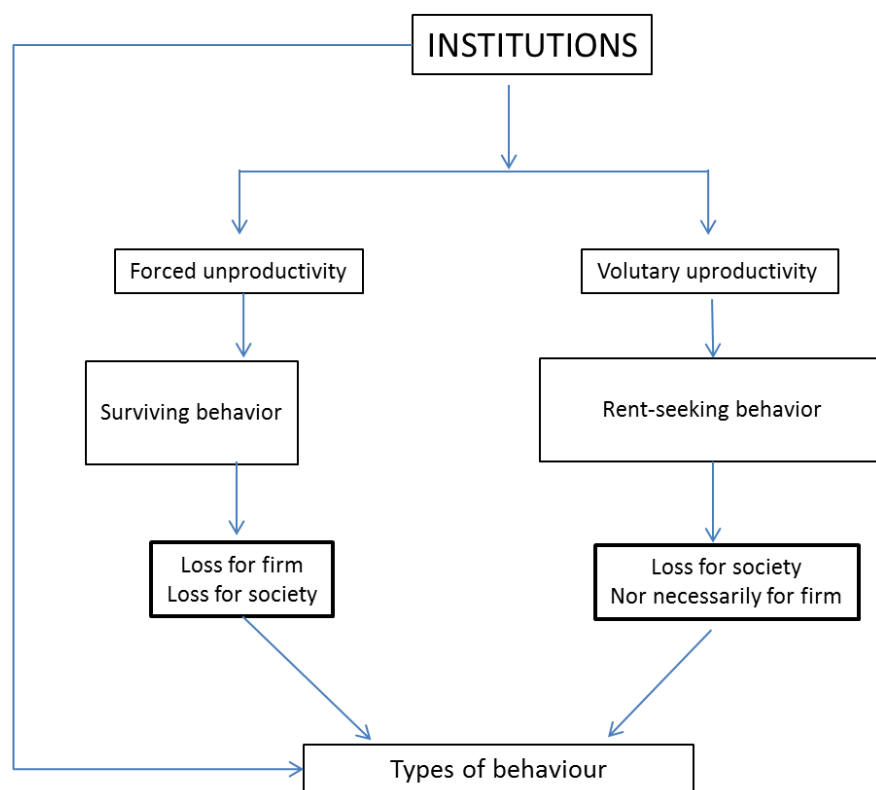 INSTITUTIONS
Forced unproductivity
Volutary uproductivity
Surviving behavior
Rent-seeking behavior
Loss for firm
Loss for society
Loss for society
Nor necessarily for firm
Types of behaviour